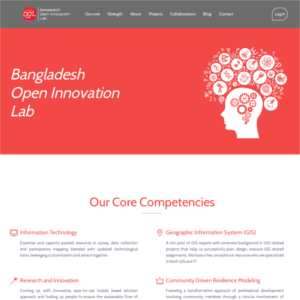 Bangladesh
Open Innovation
Lab
Our core
Strength
About
Projects
Collaborations
Blog
Contact
Log in
Bangladesh
Open Innovation
Lab
Our Core Competencies
Information Technology
Expertise and capacity-packed resources in survey, data collection
and participatory mapping blended with updated technological
tools, leveraging customization and service together.
Geographic Information System (GIS)
A rich pool of GIS experts with extensive background in GIS-related
projects that help us successfully plan, design, execute GIS related
assignments. We have a few exceptional resources who are specialized
in both GIS and IT.
Research and Innovation
Coming up with innovative, easy-to-use mobile based solution
approach and fueling up people to ensure the sustainable flow of
Community Driven Resilience Modeling
Pursuing a transformative approach of professional development
involving community members through a circular involvement of